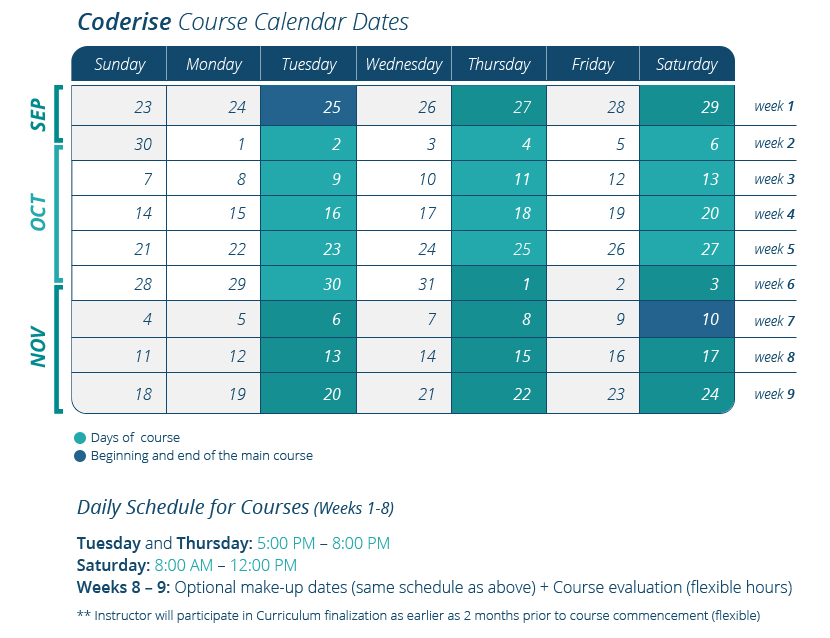 Coderise Course Calendar Dates
Sunday Monday Tuesday Wednesday Thursday Friday Saturday
SEP
23 24 25 26 27 28 29 week 1
30 1 2 3 4 5 6 week 2
OCT
7 8 9 10 11 12 13 week 3
14 15 16 17 18 19 20 week 4
21 22 23 24 25 26 27 week 5
28 29 30 31 1 2 3 week 6
NOV
4 5 6 7 8 9 10 week 7
11 12 13 14 15 16 17 week 8
18 19 20 21 22 23 24 week 9
Days of course
Beginning and end of the main course
Daily Schedule for Courses (Weeks 1-8)
Tuesday and Thursday: 5:00 PM – 8:00 PM
Saturday: 8:00 AM – 12:00 PM
Weeks 8 – 9: Optional make-up dates (same schedule as above) + Course evaluation (flexible hours)
** Instructor will participate in Curriculum finalization as earlier as 2 months prior to course commencement (flexible)